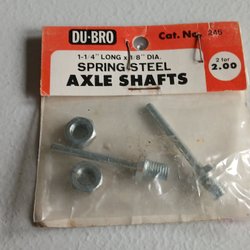 DU-BRO
Cat. No. 246
1-1/4" LONG x 1/8" DIA.
SPRING STEEL
2 for
AXLE SHAFTS
2.00